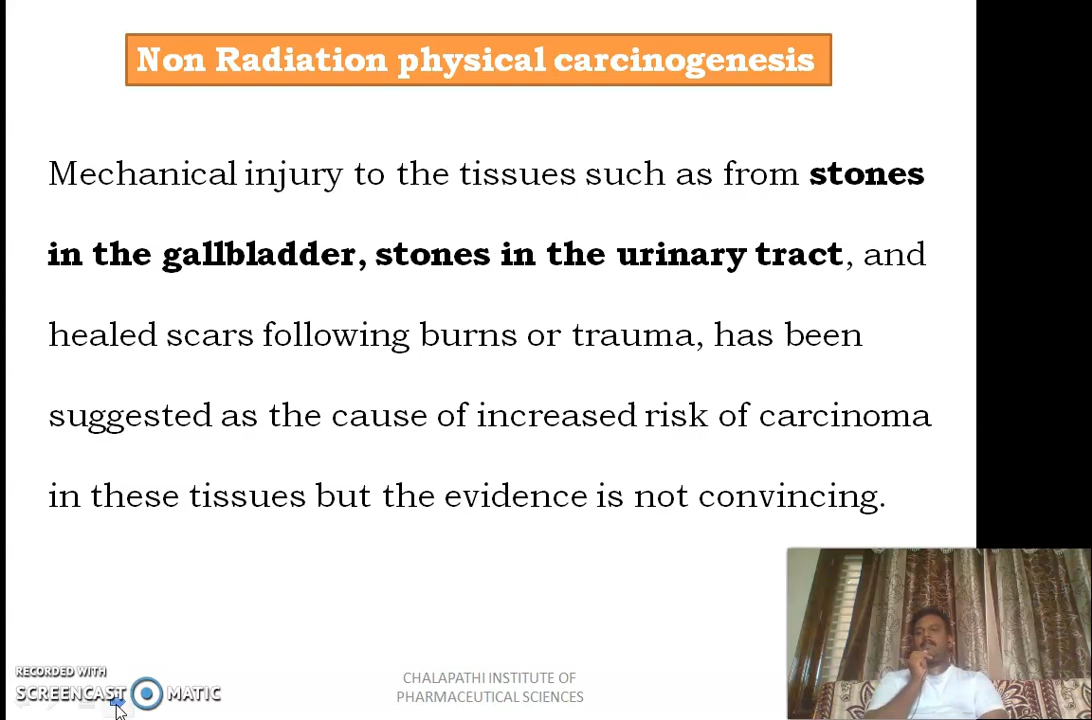 Non Radiation physical carcinogenesis
Mechanical injury to the tissues such as from stones
in the gallbladder, stones in the urinary tract, and
healed scars following burns or trauma, has been
suggested as the cause of increased risk of carcinoma
in these tissues but the evidence is not convincing.
RECORDED WITH
SCREENCAST MATIC
CHALAPATHI INSTITUTE OF
PHARMACEUTICAL SCIENCES